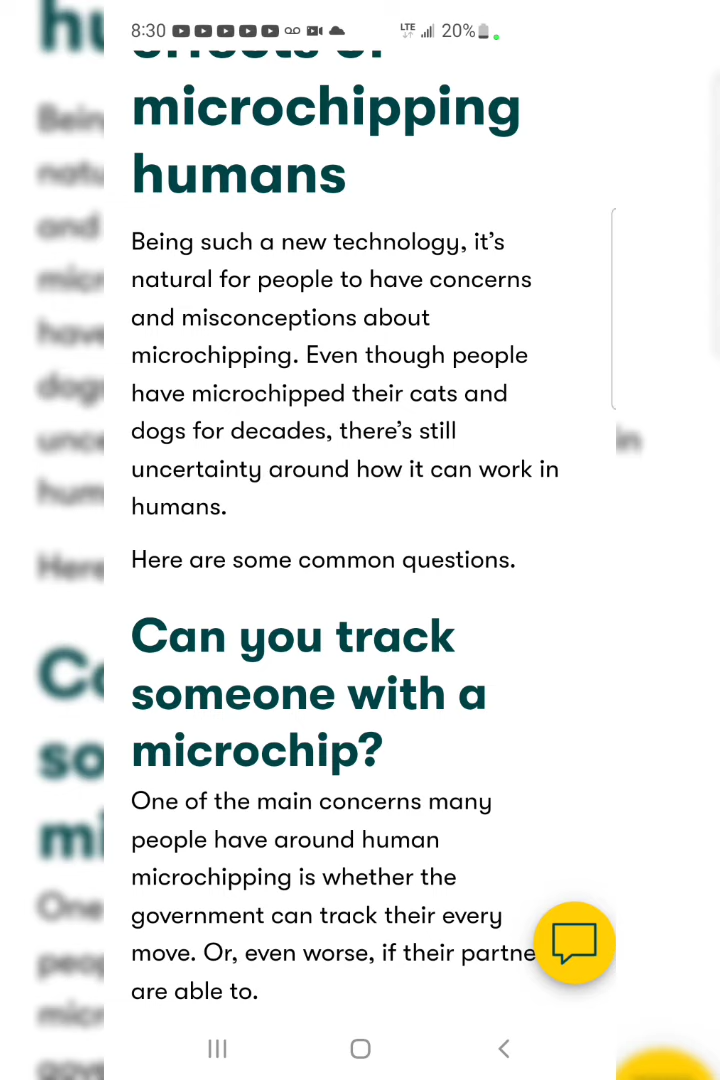 8:30 LTE 20%
effects of
microchipping
humans
Being such a new technology, it’s
natural for people to have concerns
and misconceptions about
microchipping. Even though people
have microchipped their cats and
dogs for decades, there’s still
uncertainty around how it can work in
humans.
Here are some common questions.
Can you track
someone with a
microchip?
One of the main concerns many
people have around human
microchipping is whether the
government can track their every
move. Or, even worse, if their partne
are able to.